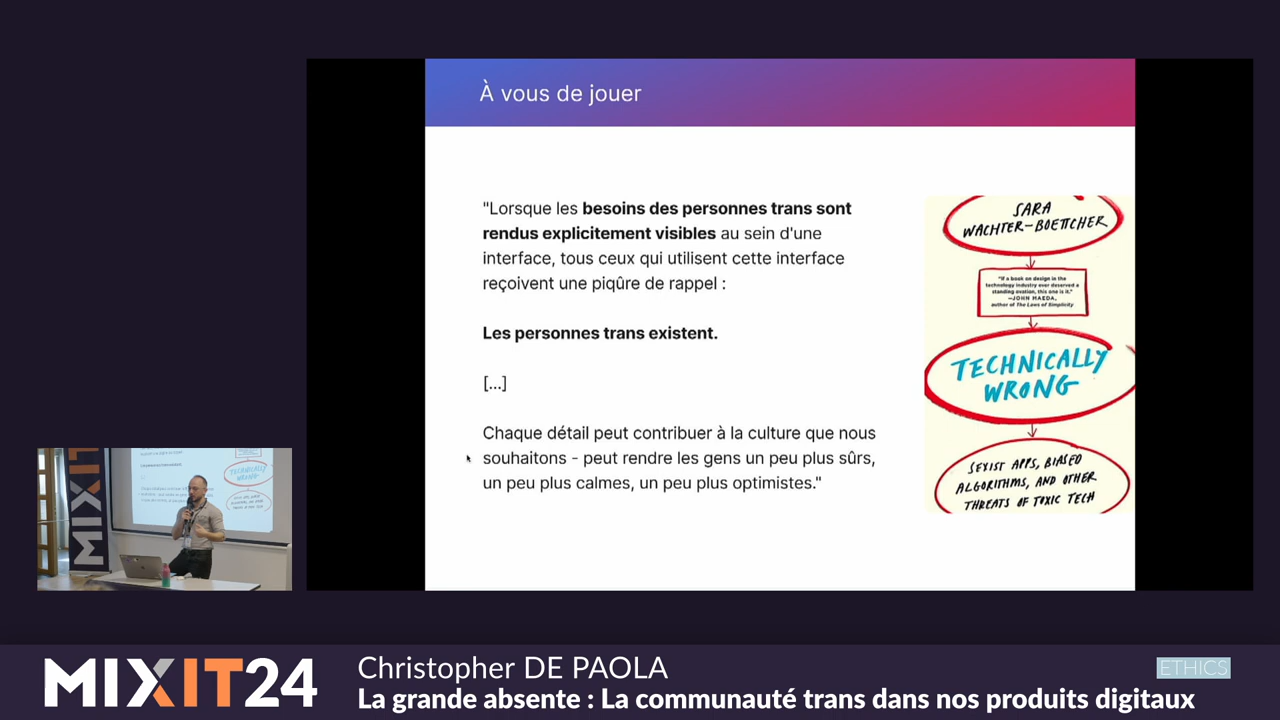 À vous de jouer
"Lorsque les besoins des personnes trans sont
rendus explicitement visibles au sein d'une
interface, tous ceux qui utilisent cette interface
reçoivent une piqûre de rappel :
Les personnes trans existent.
[...]
Chaque détail peut contribuer à la culture que nous
souhaitons - peut rendre les gens un peu plus sûrs,
un peu plus calmes, un peu plus optimistes."
SARA
WACHTER-BOETTCHER
"If a book on design in the
technology industry ever deserved a
standing ovation, this one is it."
—JOHN MAEDA,
author of The Laws of Simplicity
TECHNICALLY
WRONG
SEXIST APPS, BIASED
ALGORITHMS, AND OTHER
THREATS OF TOXIC TECH
MIXIT
TECHNICALLY
WRONG
MIXIT24
Christopher DE PAOLA
ETHICS
La grande absente : La communauté trans dans nos produits digitaux